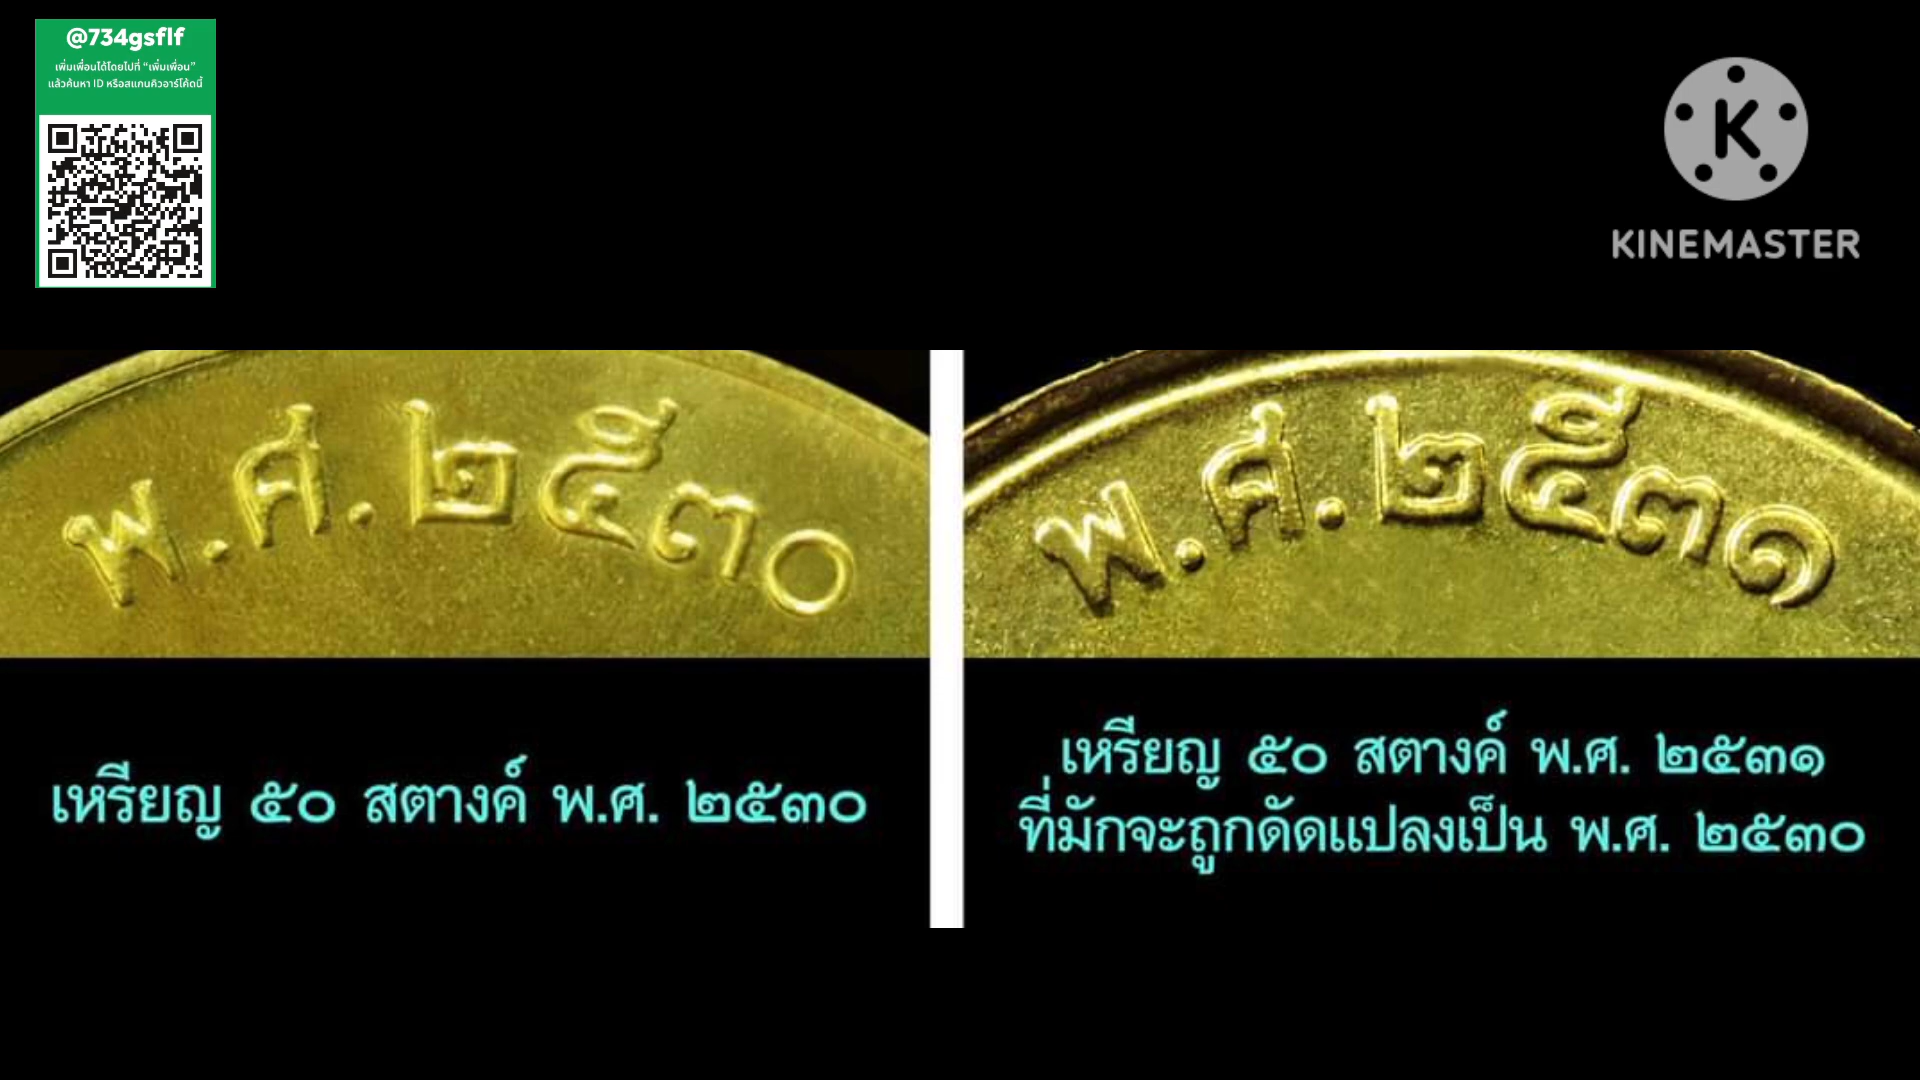 @734gsflf
เพิ่มเพื่อนได้โดยไปที่ “เพิ่มเพื่อน”
แล้วค้นหา ID หรือสแกนคิวอาร์โค้ดนี้
K
KINEMASTER
พ.ศ.๒๕๓๐
พ.ศ.๒๕๓๑
เหรียญ ๕๐ สตางค์ พ.ศ. ๒๕๓๐
เหรียญ ๕๐ สตางค์ พ.ศ. ๒๕๓๑
ที่มักจะถูกดัดแปลงเป็น พ.ศ. ๒๕๓๐